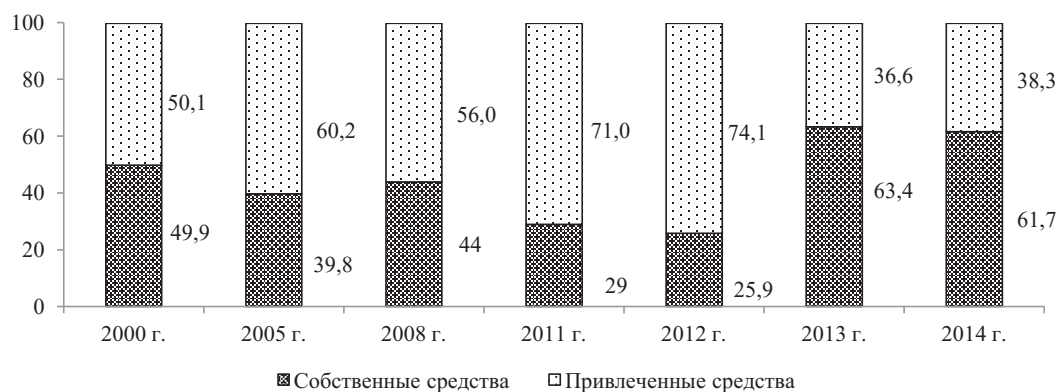 100
80
60
40
20
0
50,1
49,9
60,2
39,8
56,0
44
71,0
29
74,1
25,9
36,6
63,4
38,3
61,7
2000 г.
2005 г.
2008 г.
2011 г.
2012 г.
2013 г.
2014 г.
Собственные средства
Привлеченные средства